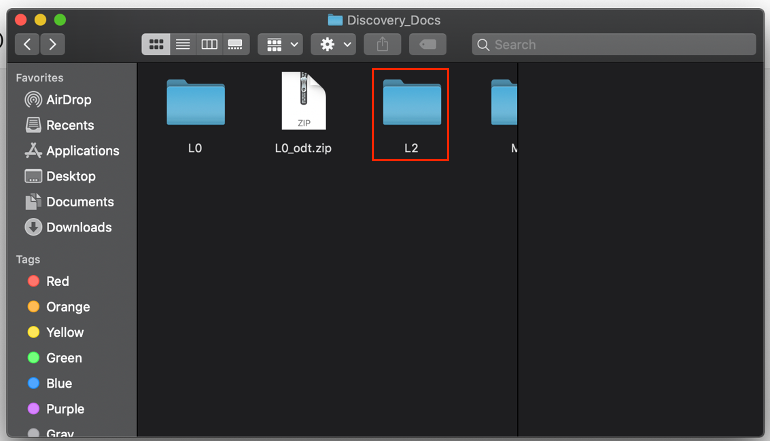 Discovery_Docs
Search
Favorites
AirDrop
Recents
Applications
Desktop
Documents
Downloads
Tags
Red
Orange
Yellow
Green
Blue
Purple
Gray
ZIP
L0
L0_odt.zip
L2
M